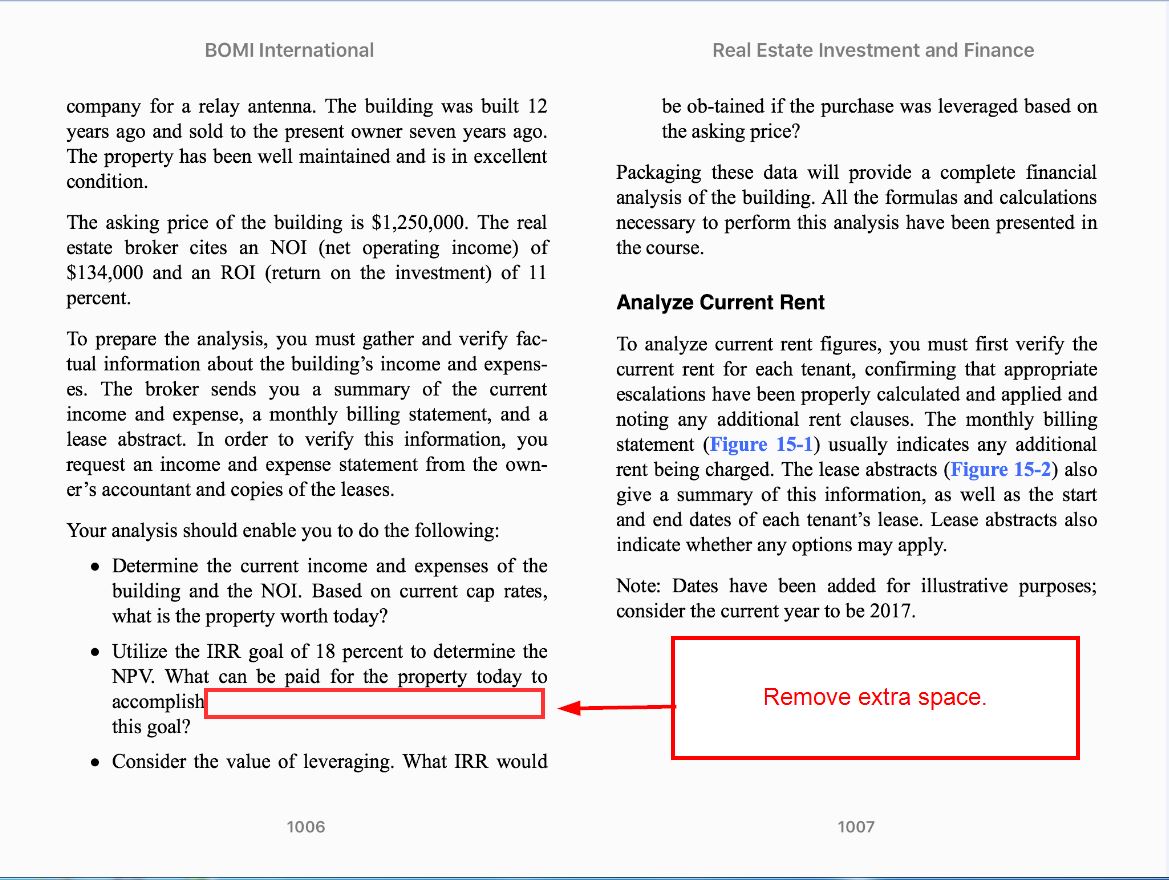 BOMI International
company for a relay antenna. The building was built 12
years ago and sold to the present owner seven years ago.
The property has been well maintained and is in excellent
condition.
The asking price of the building is $1,250,000. The real
estate broker cites an NOI (net operating income) of
$134,000 and an ROI (return on the investment) of 11
percent.
To prepare the analysis, you must gather and verify fac-
tual information about the building’s income and expens-
es. The broker sends you a summary of the current
income and expense, a monthly billing statement, and a
lease abstract. In order to verify this information, you
request an income and expense statement from the own-
er’s accountant and copies of the leases.
Your analysis should enable you to do the following:
• Determine the current income and expenses of the
building and the NOI. Based on current cap rates,
what is the property worth today?
• Utilize the IRR goal of 18 percent to determine the
NPV. What can be paid for the property today to
accomplish
this goal?
• Consider the value of leveraging. What IRR would
1006
Real Estate Investment and Finance
be ob-tained if the purchase was leveraged based on
the asking price?
Packaging these data will provide a complete financial
analysis of the building. All the formulas and calculations
necessary to perform this analysis have been presented in
the course.
Analyze Current Rent
To analyze current rent figures, you must first verify the
current rent for each tenant, confirming that appropriate
escalations have been properly calculated and applied and
noting any additional rent clauses. The monthly billing
statement (Figure 15-1) usually indicates any additional
rent being charged. The lease abstracts (Figure 15-2) also
give a summary of this information, as well as the start
and end dates of each tenant’s lease. Lease abstracts also
indicate whether any options may apply.
Note: Dates have been added for illustrative purposes;
consider the current year to be 2017.
Remove extra space.
1007